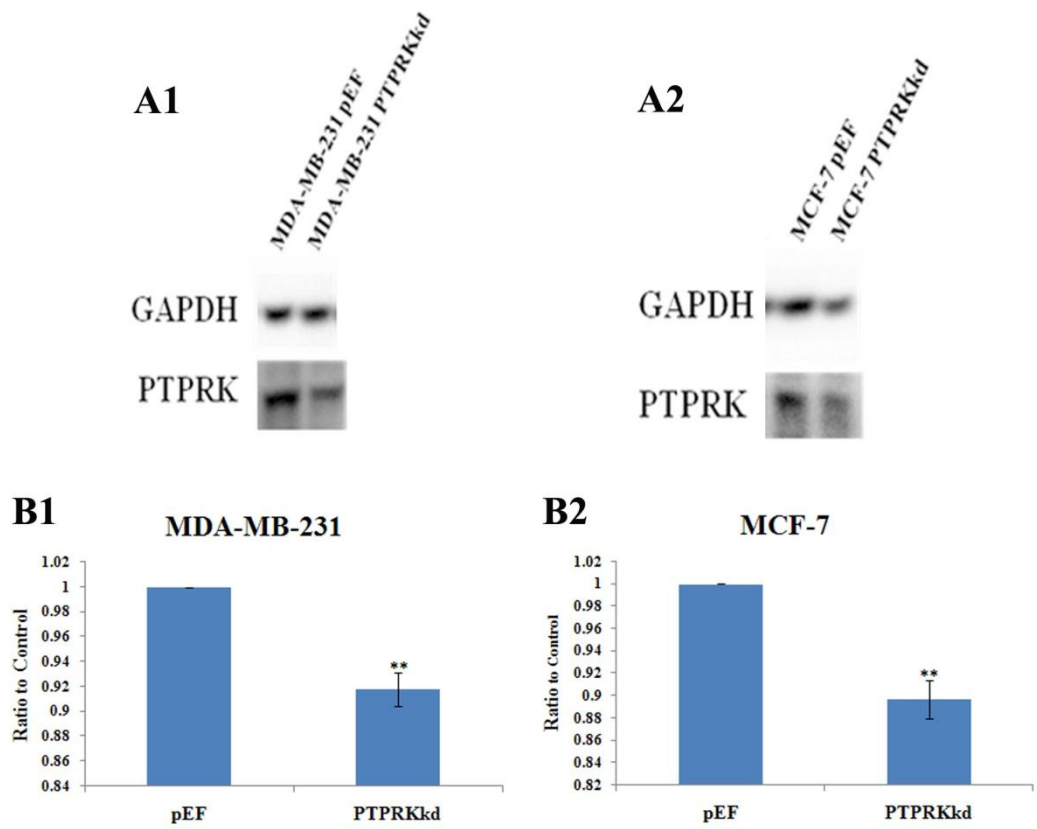 A1
MDA-MB-231 pEF
MDA-MB-231 PTPRKkd
GAPDH
PTPRK
A2
MCF-7 pEF
MCF-7 PTPRKkd
GAPDH
PTPRK
B1
MDA-MB-231
Ratio to Control
1.02
1
0.98
0.96
0.94
0.92
0.9
0.88
0.86
0.84
**
pEF
PTPRKkd
B2
MCF-7
Ratio to Control
1.02
1
0.98
0.96
0.94
0.92
0.9
0.88
0.86
0.84
0.82
**
pEF
PTPRKkd